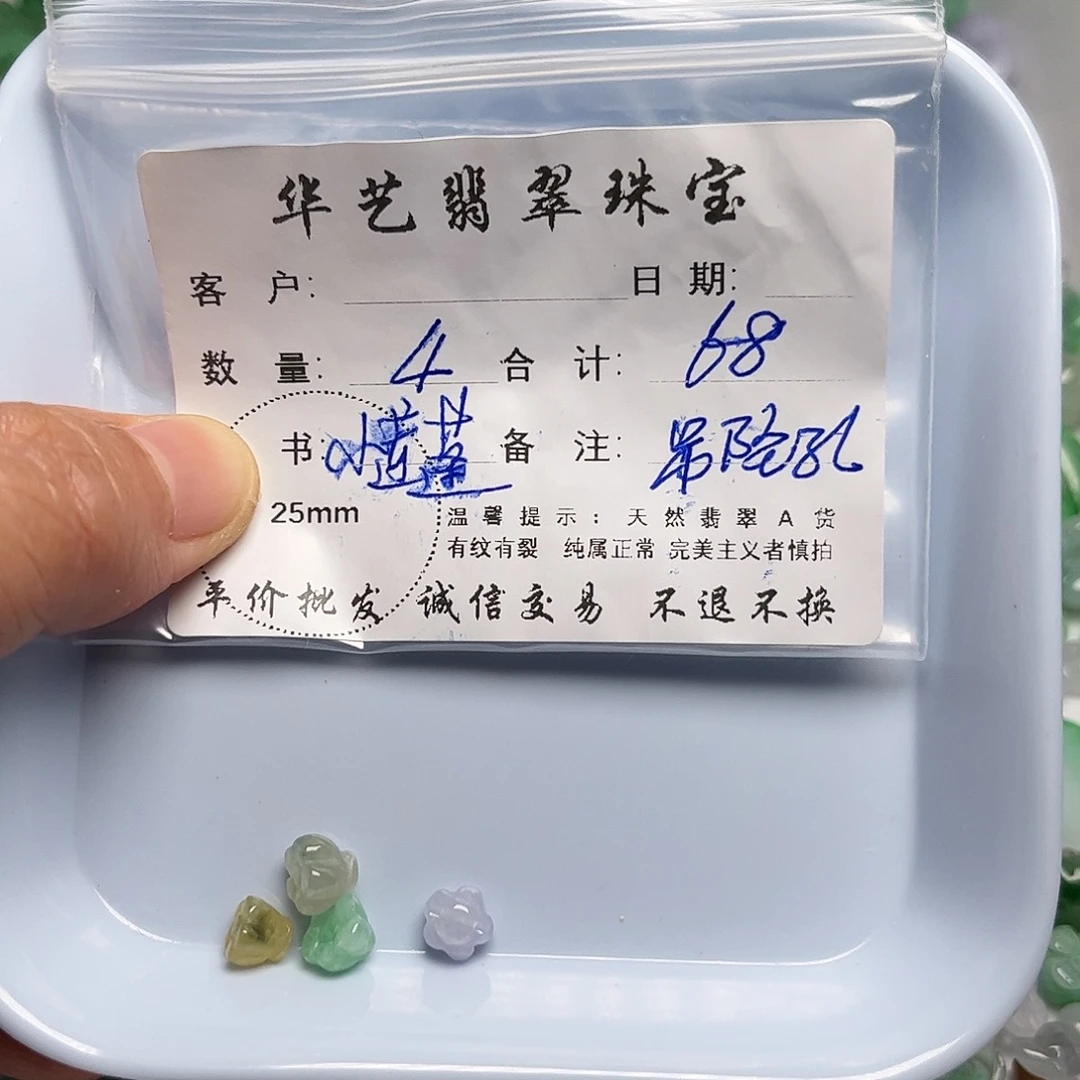 华艺翡翠珠宝
客 户: 日 期:
数 量: 4 合 计: 68
书 莲 备 注: 吊隐孔
25mm
温馨提示：天然翡翠A货
有纹有裂 纯属正常 完美主义者慎拍
平价批发 诚信交易 不退不换